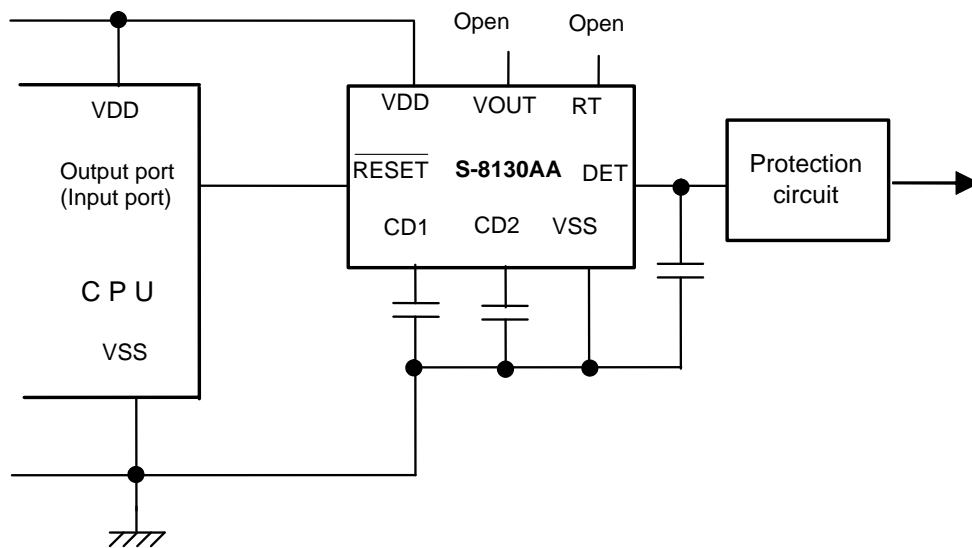 Open
Open
VDD
VDD
VOUT
RT
Output port
(Input port)
RESET
S-8130AA
DET
Protection
circuit
CD1
CD2
VSS
C P U
VSS